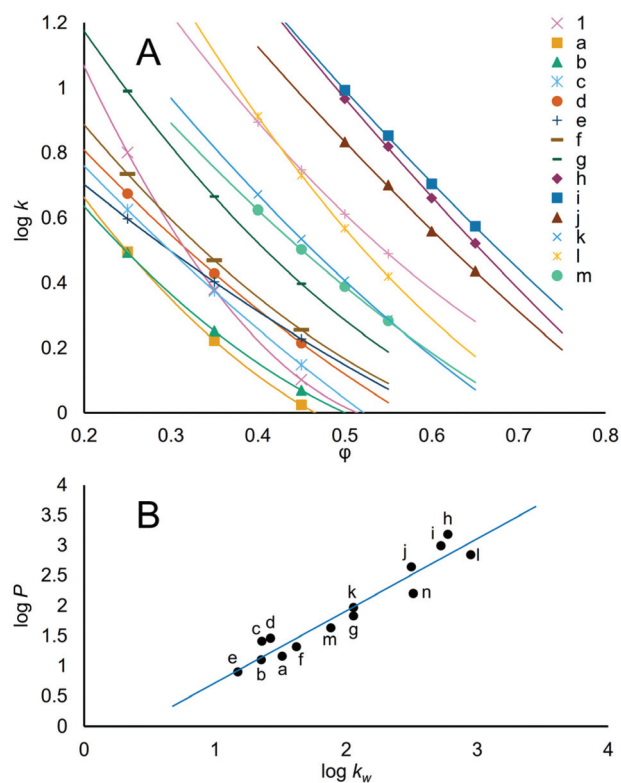 A
1.2
1
0.8
0.6
0.4
0.2
0
log k
0.2 0.3 0.4 0.5 0.6 0.7 0.8
φ
1
a
b
c
d
e
f
g
h
i
j
k
l
m
B
4
3.5
3
2.5
2
1.5
1
0.5
0
log P
e c d b a f m k g j n i h l
0 1 2 3 4
log kw